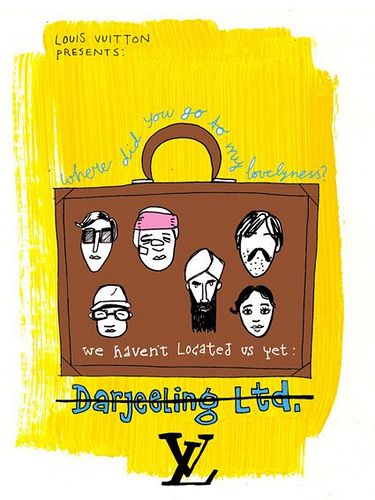 LOUIS VUITTON
PRESENTS:
where did you go to my lovelyness?
we haven't Located us yet:
Darjeeling Ltd.
LV